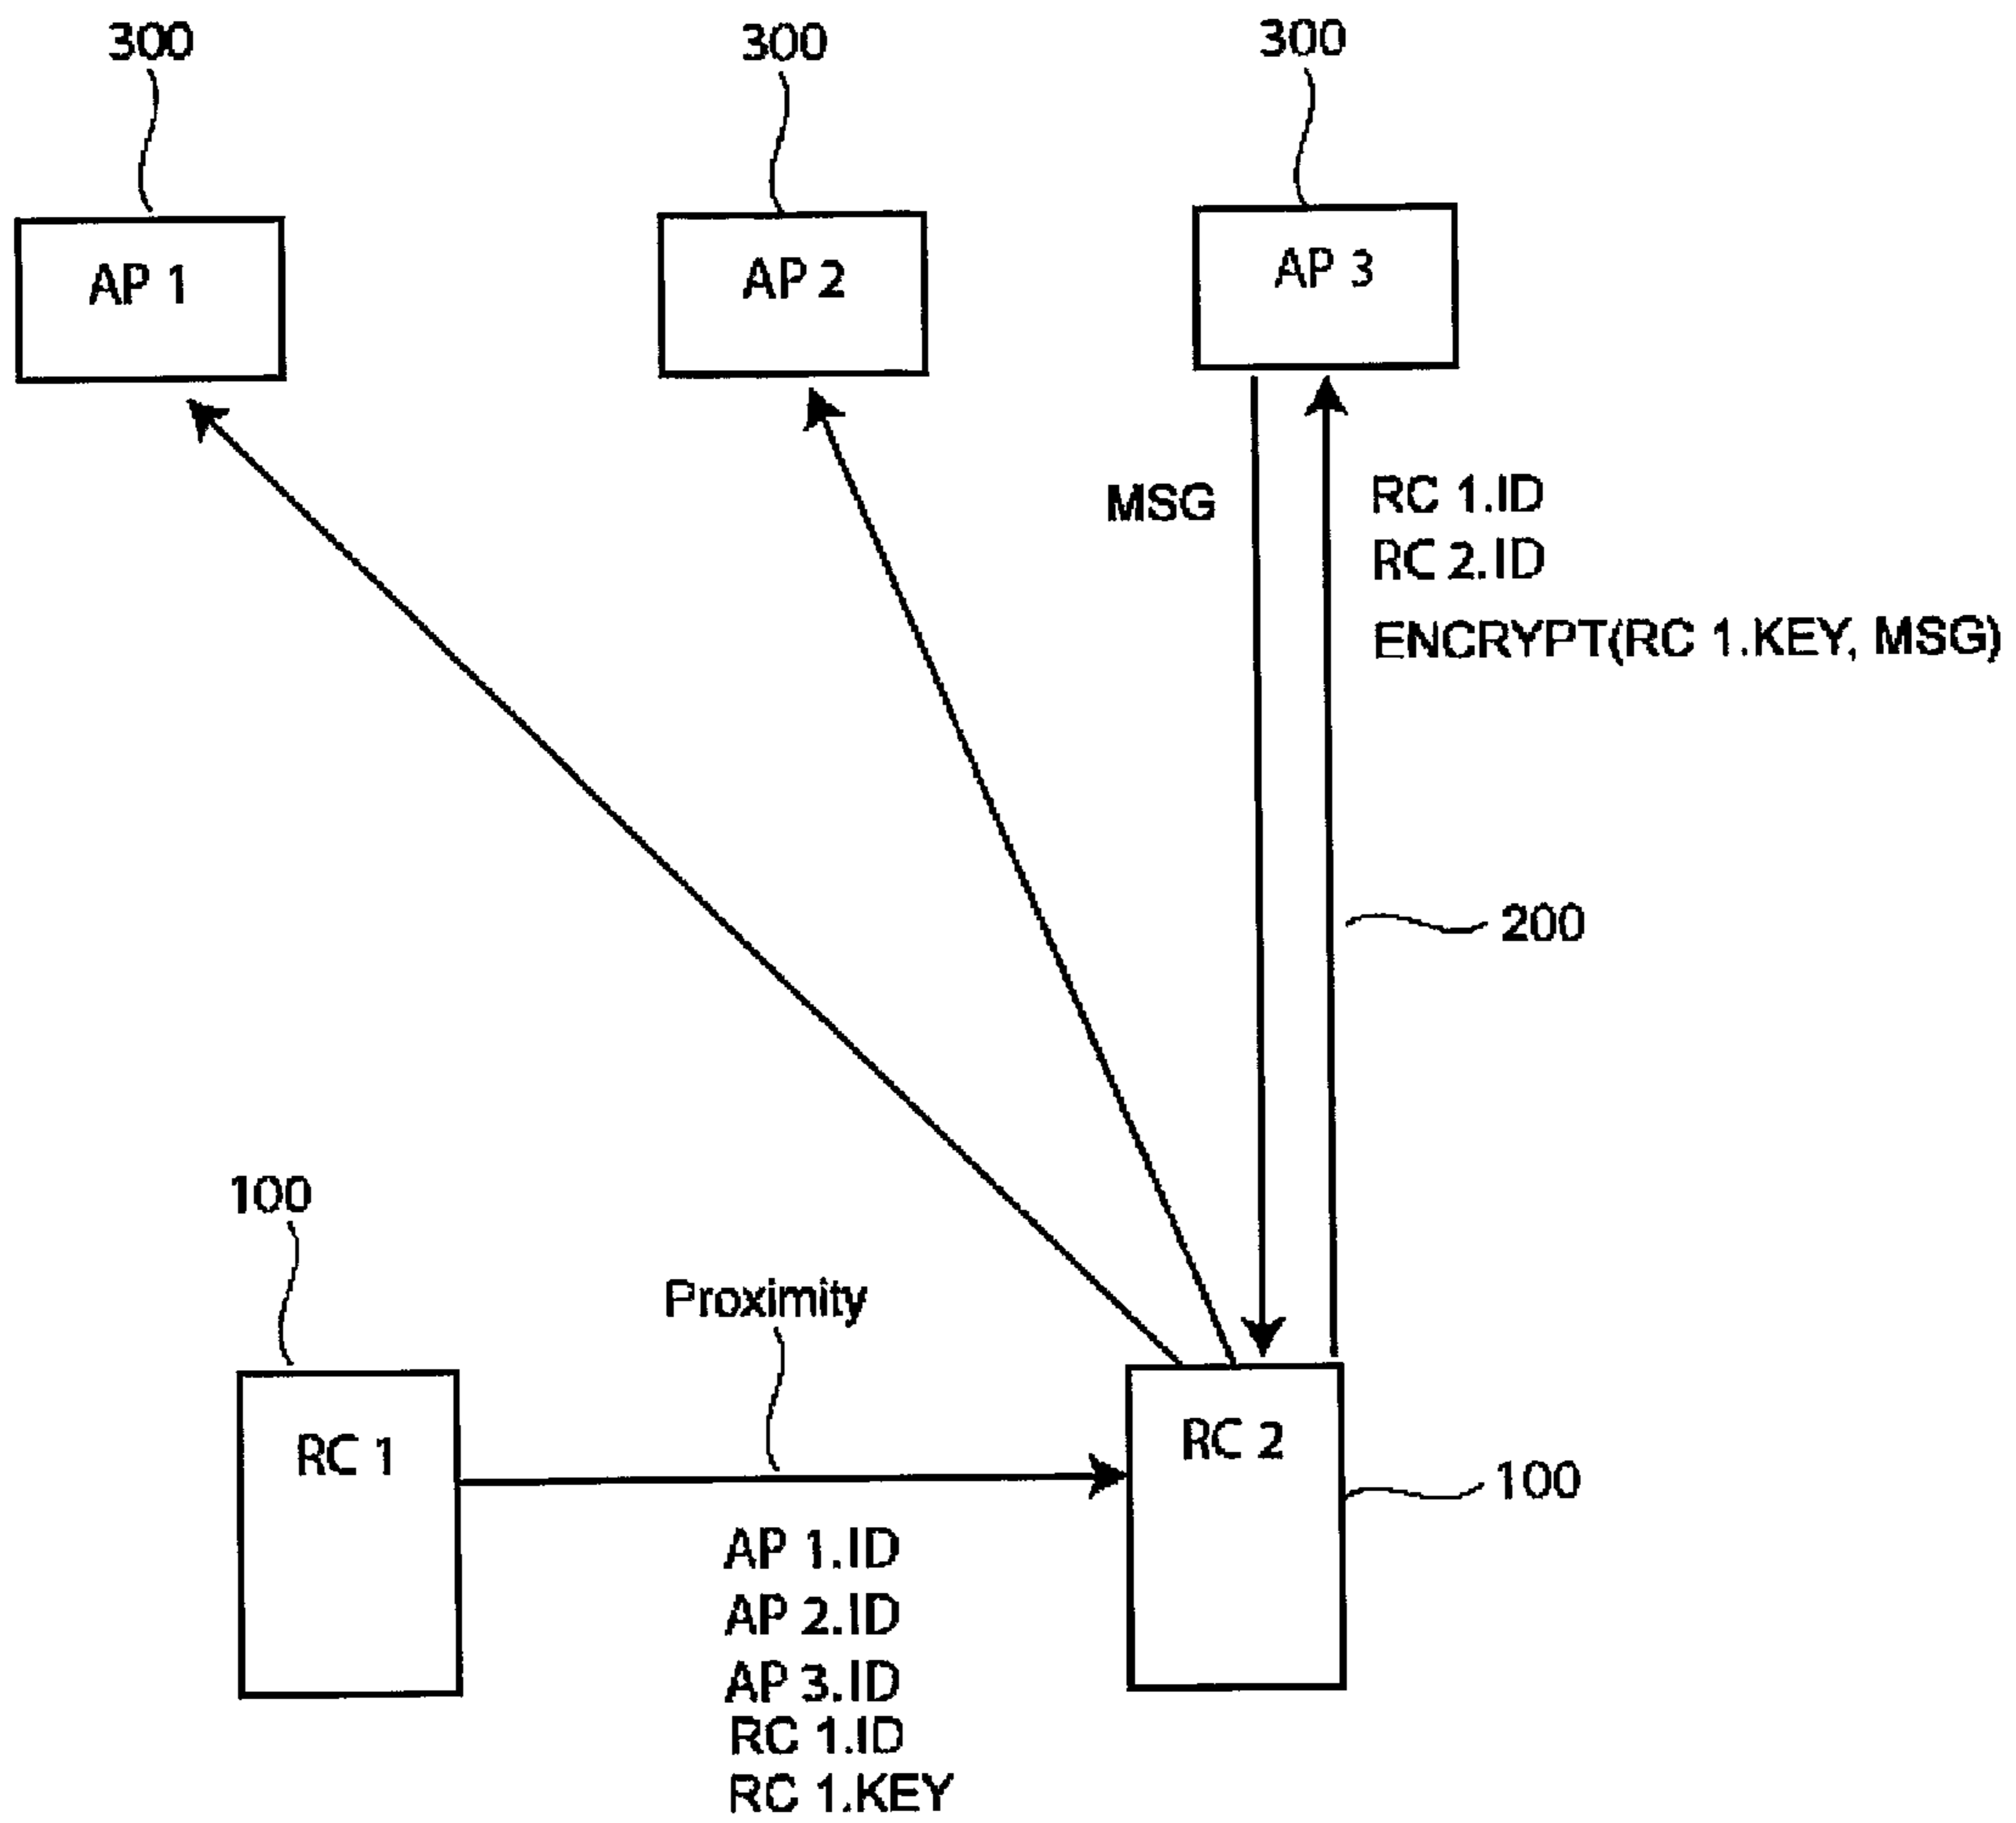 300
300
300
AP 1
AP 2
AP 3
MSG
RC 1.ID
RC 2.ID
ENCRYPT(RC 1.KEY, MSG)
200
100
Proximity
RC 1
RC 2
100
AP 1.ID
AP 2.ID
AP 3.ID
RC 1.ID
RC 1.KEY